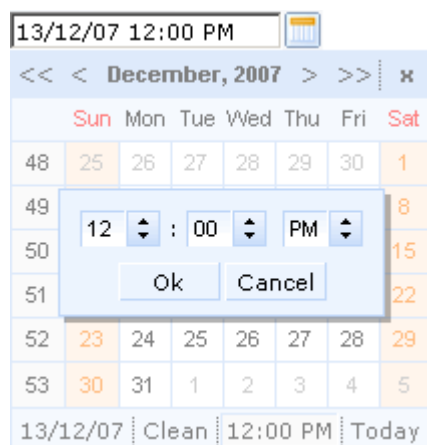 13/12/07 12:00 PM
<< < December, 2007 > >> x
Sun Mon Tue Wed Thu Fri Sat
48 25 26 27 28 29 30 1
49 8
12 : 00 PM
50 15
Ok Cancel
51 22
52 23 24 25 26 27 28 29
53 30 31 1 2 3 4 5
13/12/07 Clean 12:00 PM Today